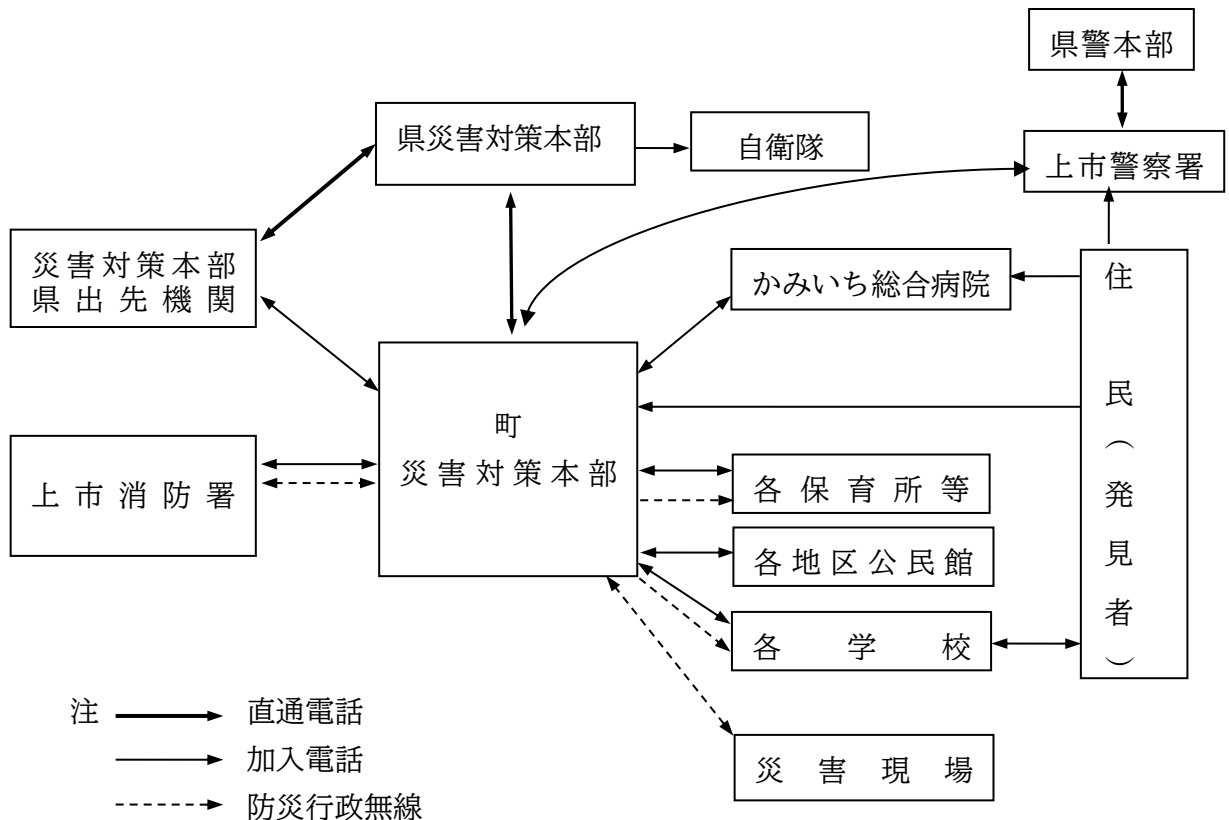 県警本部
県災害対策本部
自衛隊
上市警察署
災害対策本部
県出先機関
かみいち総合病院
住民（発見者）
町
災害対策本部
上市消防署
各保育所等
各地区公民館
各学校
災害現場
注 直通電話
加入電話
防災行政無線